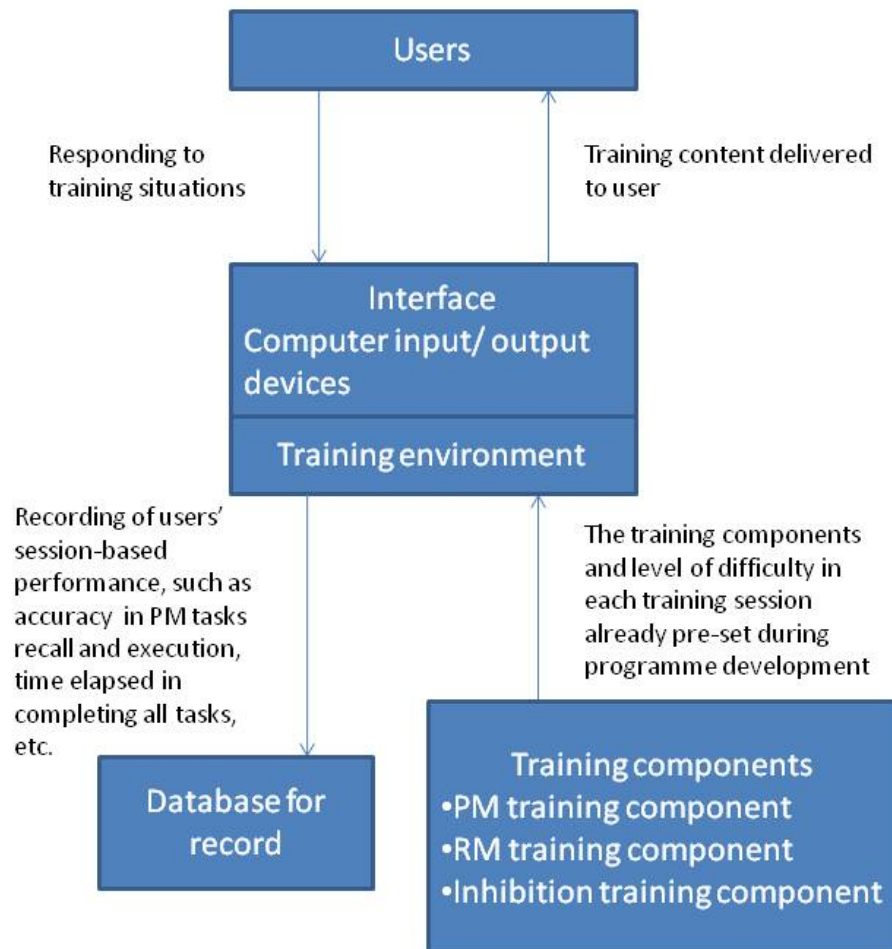 Users
Responding to
training situations
Training content delivered
to user
Interface
Computer input/ output
devices
Training environment
Recording of users’
session-based
performance, such as
accuracy in PM tasks
recall and execution,
time elapsed in
completing all tasks,
etc.
The training components
and level of difficulty in
each training session
already pre-set during
programme development
Database for
record
Training components
•PM training component
•RM training component
•Inhibition training component